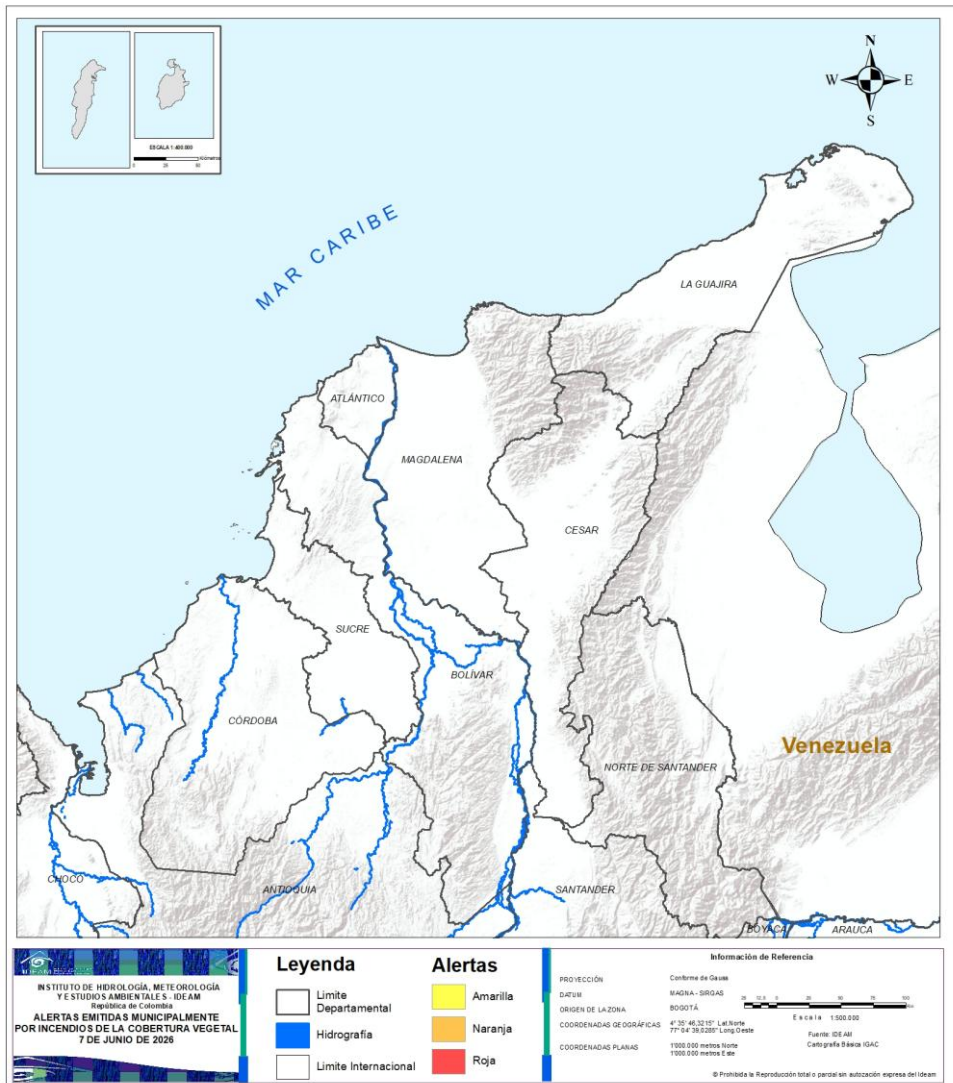 N
W E
S
ESCALA 1:400.000
Kilómetros
MAR CARIBE
LA GUAJIRA
ATLÁNTICO
MAGDALENA
CESAR
SUCRE
BOLÍVAR
CÓRDOBA
Venezuela
NORTE DE SANTANDER
CHOCÓ
ANTIOQUIA
SANTANDER
BOYACÁ
ARAUCA
IDEAM
INSTITUTO DE HIDROLOGÍA, METEOROLOGÍA
Y ESTUDIOS AMBIENTALES - IDEAM
República de Colombia
ALERTAS EMITIDAS MUNICIPALMENTE
POR INCENDIOS DE LA COBERTURA VEGETAL
7 DE JUNIO DE 2026
Leyenda
Limite
Departamental
Hidrografía
Limite Internacional
Alertas
Amarilla
Naranja
Roja
Información de Referencia
PROYECCIÓN Conforme de Gauss
DATUM MAGNA - SIRGAS
ORIGEN DE LA ZONA BOGOTÁ
COORDENADAS GEOGRÁFICAS 4° 35' 46,3215" Lat.Norte
77° 04' 39,0285" Long.Oeste
COORDENADAS PLANAS 1'000.000 metros Norte
1'000.000 metros Este
Escala 1:500.000
Fuente: IDEAM
Cartografía Básica IGAC
© Prohibida la Reproducción total o parcial sin autización expresa del Ideam